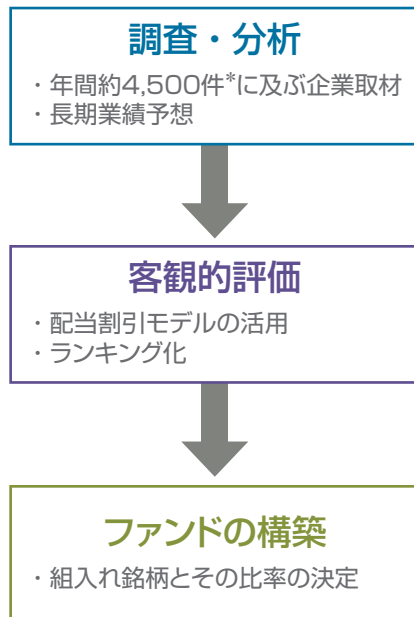 調査・分析
・年間約4,500件*に及ぶ企業取材
・長期業績予想
客観的評価
・配当割引モデルの活用
・ランキング化
ファンドの構築
・組入れ銘柄とその比率の決定